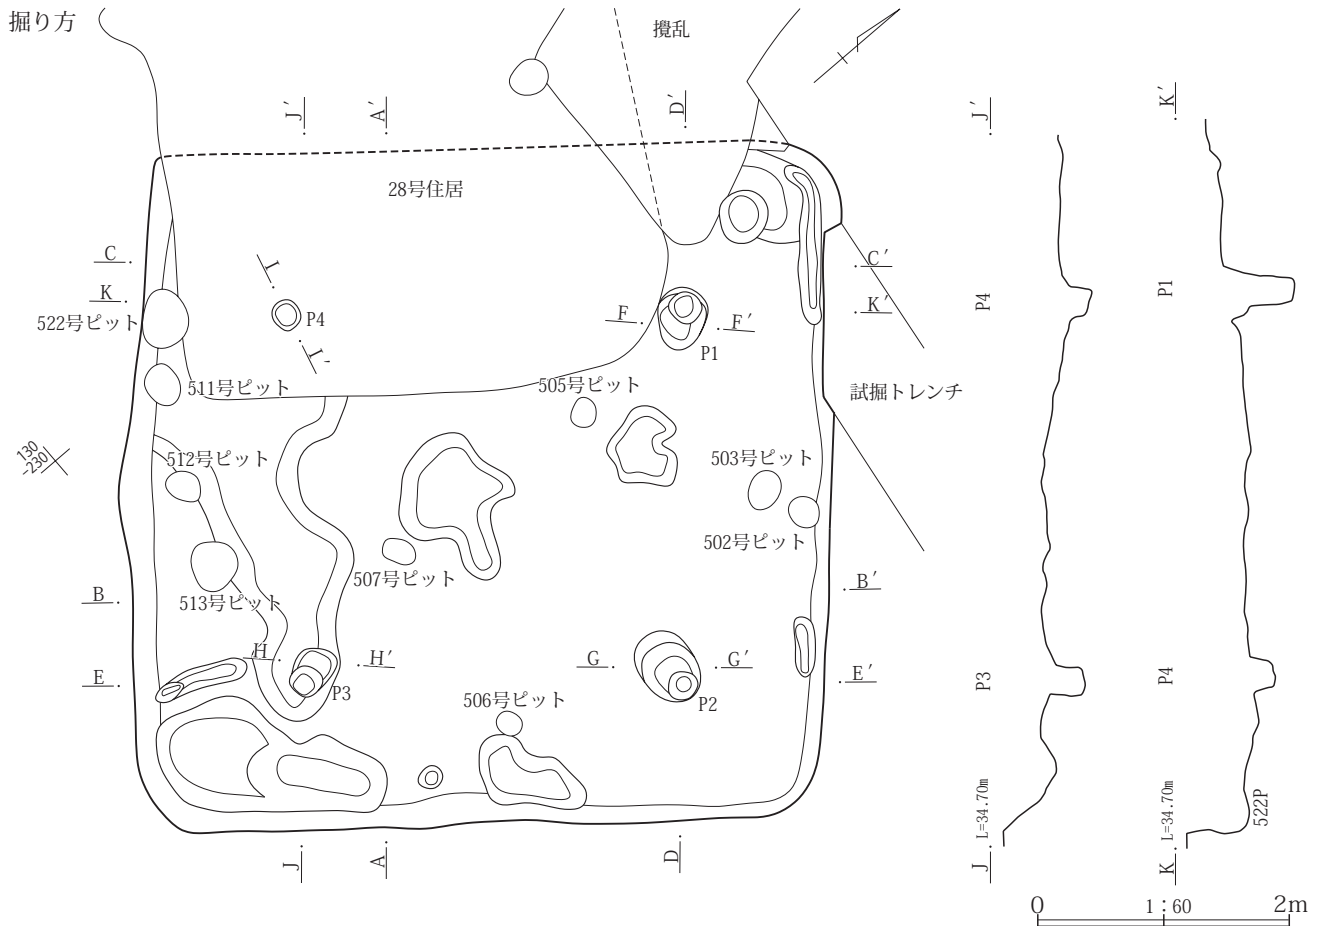 掘り方
攪乱
J′
A′
D′
J′
K′
28号住居
C
C′
I
K
K′
522号ピット
P4
I′
F
F′
P1
P4
P1
511号ピット
505号ピット
試掘トレンチ
130
-230
512号ピット
503号ピット
502号ピット
507号ピット
B
B′
513号ピット
H
H′
G
G′
E
E′
P3
P2
P3
P4
506号ピット
J
A
D
J
L=34.70m
K
L=34.70m
522P
0
1：60
2m